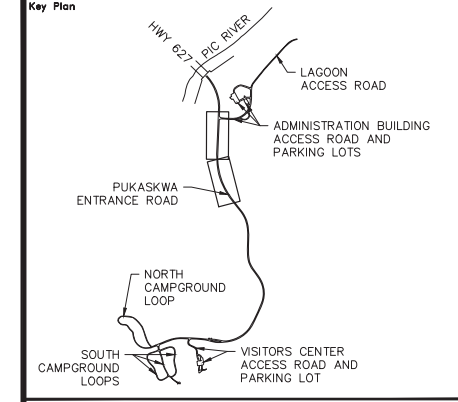 Key Plan
HWY 627
PIC RIVER
LAGOON
ACCESS ROAD
ADMINISTRATION BUILDING
ACCESS ROAD AND
PARKING LOTS
PUKASKWA
ENTRANCE ROAD
NORTH
CAMPGROUND
LOOP
SOUTH
CAMPGROUND
LOOPS
VISITORS CENTER
ACCESS ROAD AND
PARKING LOT